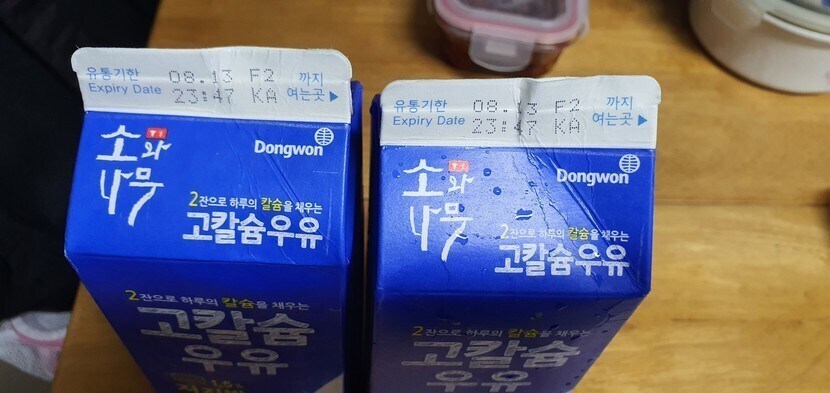 유통기한 08.13 F2 까지
Expiry Date 23:47 KA 여는곳▶
소와
나무
Dongwon
2잔으로 하루의 칼슘을 채우는
고칼슘우유
2잔으로 하루의 칼슘을 채우는
고칼슘
우유
유통기한 08.13 F2 까지
Expiry Date 23:47 KA 여는곳▶
소와
나무
Dongwon
2잔으로 하루의 칼슘을 채우는
고칼슘우유
2잔으로 하루의 칼슘을 채우는
고칼슘
우유